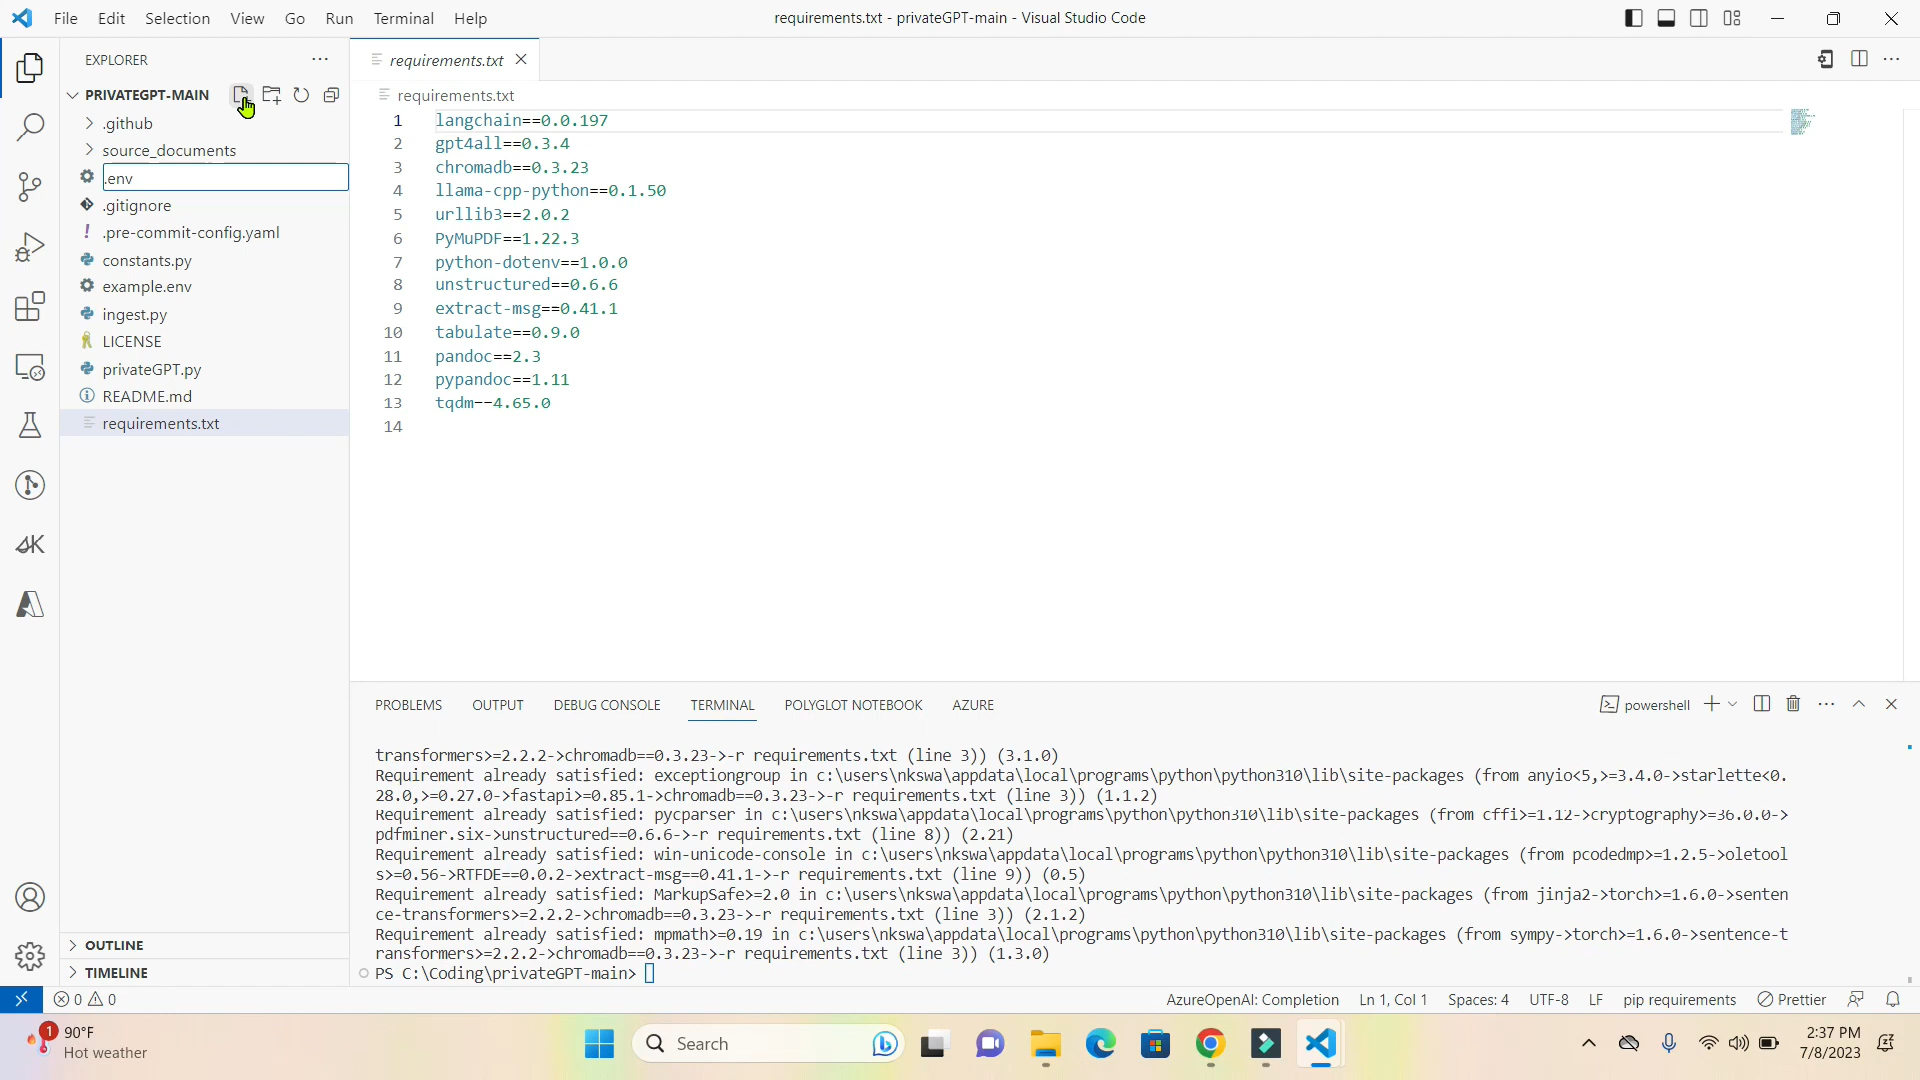 File Edit Selection View Go Run Terminal Help
requirements.txt - privateGPT-main - Visual Studio Code
EXPLORER
requirements.txt
PRIVATEGPT-MAIN
requirements.txt
.github
source_documents
.env
.gitignore
.pre-commit-config.yaml
constants.py
example.env
ingest.py
LICENSE
privateGPT.py
README.md
requirements.txt
OUTLINE
TIMELINE
1 langchain==0.0.197
2 gpt4all==0.3.4
3 chromadb==0.3.23
4 llama-cpp-python==0.1.50
5 urllib3==2.0.2
6 PyMuPDF==1.22.3
7 python-dotenv==1.0.0
8 unstructured==0.6.6
9 extract-msg==0.41.1
10 tabulate==0.9.0
11 pandoc==2.3
12 pypandoc==1.11
13 tqdm==4.65.0
14
PROBLEMS OUTPUT DEBUG CONSOLE TERMINAL POLYGLOT NOTEBOOK AZURE
powershell
transformers>=2.2.2->chromadb==0.3.23->-r requirements.txt (line 3)) (3.1.0)
Requirement already satisfied: exceptiongroup in c:\users\nkswa\appdata\local\programs\python\python310\lib\site-packages (from anyio<5,>=3.4.0->starlette<0.
28.0,>=0.27.0->fastapi>=0.85.1->chromadb==0.3.23->-r requirements.txt (line 3)) (1.1.2)
Requirement already satisfied: pycparser in c:\users\nkswa\appdata\local\programs\python\python310\lib\site-packages (from cffi>=1.12->cryptography>=36.0.0->
pdfminer.six->unstructured==0.6.6->-r requirements.txt (line 8)) (2.21)
Requirement already satisfied: win-unicode-console in c:\users\nkswa\appdata\local\programs\python\python310\lib\site-packages (from pcodedmp>=1.2.5->oletool
s>=0.56->RTFDE==0.0.2->extract-msg==0.41.1->-r requirements.txt (line 9)) (0.5)
Requirement already satisfied: MarkupSafe>=2.0 in c:\users\nkswa\appdata\local\programs\python\python310\lib\site-packages (from jinja2->torch>=1.6.0->senten
ce-transformers>=2.2.2->chromadb==0.3.23->-r requirements.txt (line 3)) (2.1.2)
Requirement already satisfied: mpmath>=0.19 in c:\users\nkswa\appdata\local\programs\python\python310\lib\site-packages (from sympy->torch>=1.6.0->sentence-t
ransformers>=2.2.2->chromadb==0.3.23->-r requirements.txt (line 3)) (1.3.0)
PS C:\Coding\privateGPT-main>
0 0
AzureOpenAI: Completion Ln 1, Col 1 Spaces: 4 UTF-8 LF pip requirements Prettier
1 90°F
Hot weather
Search
2:37 PM
7/8/2023